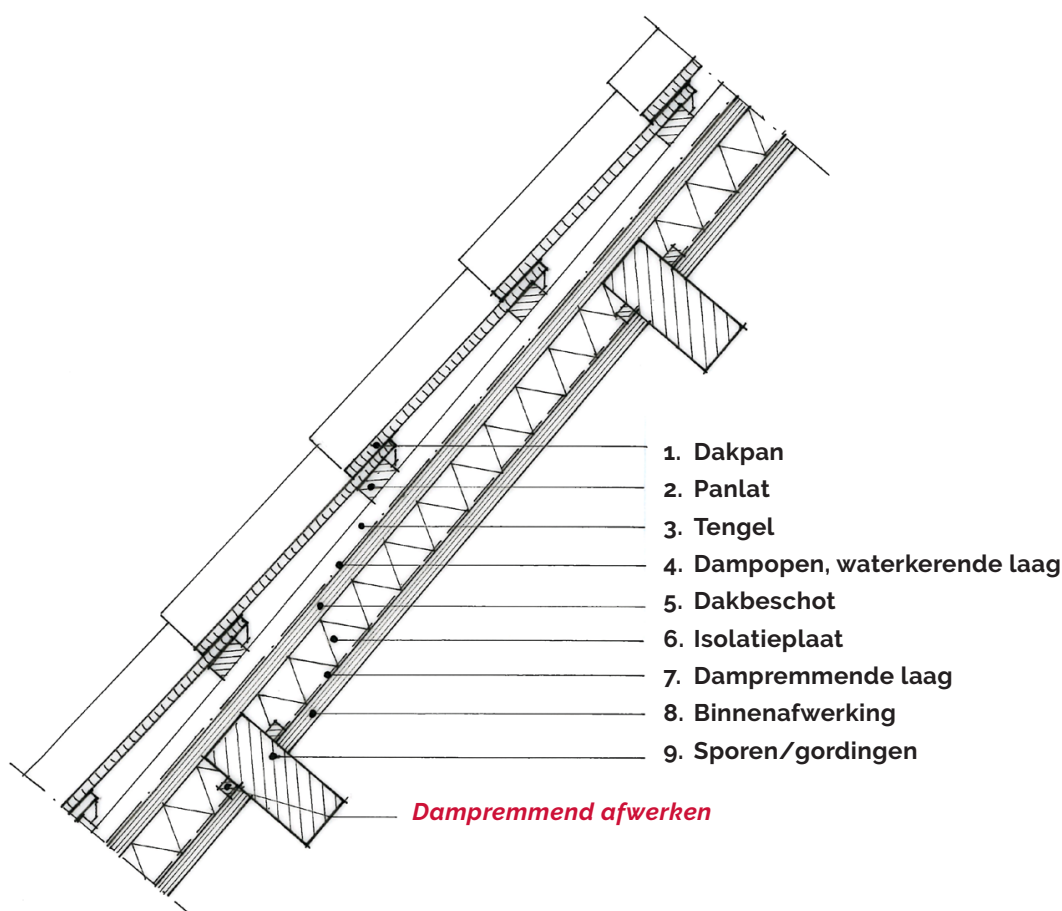 1. Dakpan
2. Panlat
3. Tengel
4. Dampopen, waterkerende laag
5. Dakbeschot
6. Isolatieplaat
7. Dampremmende laag
8. Binnenafwerking
9. Sporen/gordingen
Dampremmend afwerken